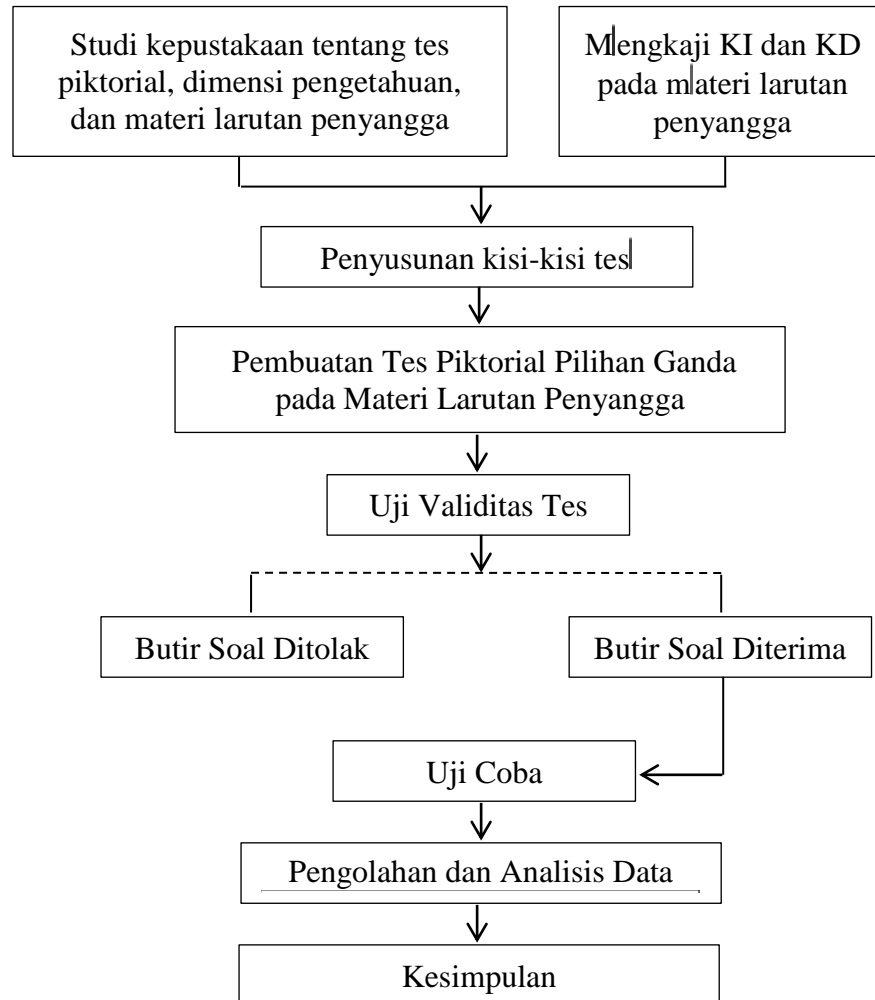 Studi kepustakaan tentang tes
piktorial, dimensi pengetahuan,
dan materi larutan penyangga
Mengkaji KI dan KD
pada materi larutan
penyangga
Penyusunan kisi-kisi tes
Pembuatan Tes Piktorial Pilihan Ganda
pada Materi Larutan Penyangga
Uji Validitas Tes
Butir Soal Ditolak
Butir Soal Diterima
Uji Coba
Pengolahan dan Analisis Data
Kesimpulan